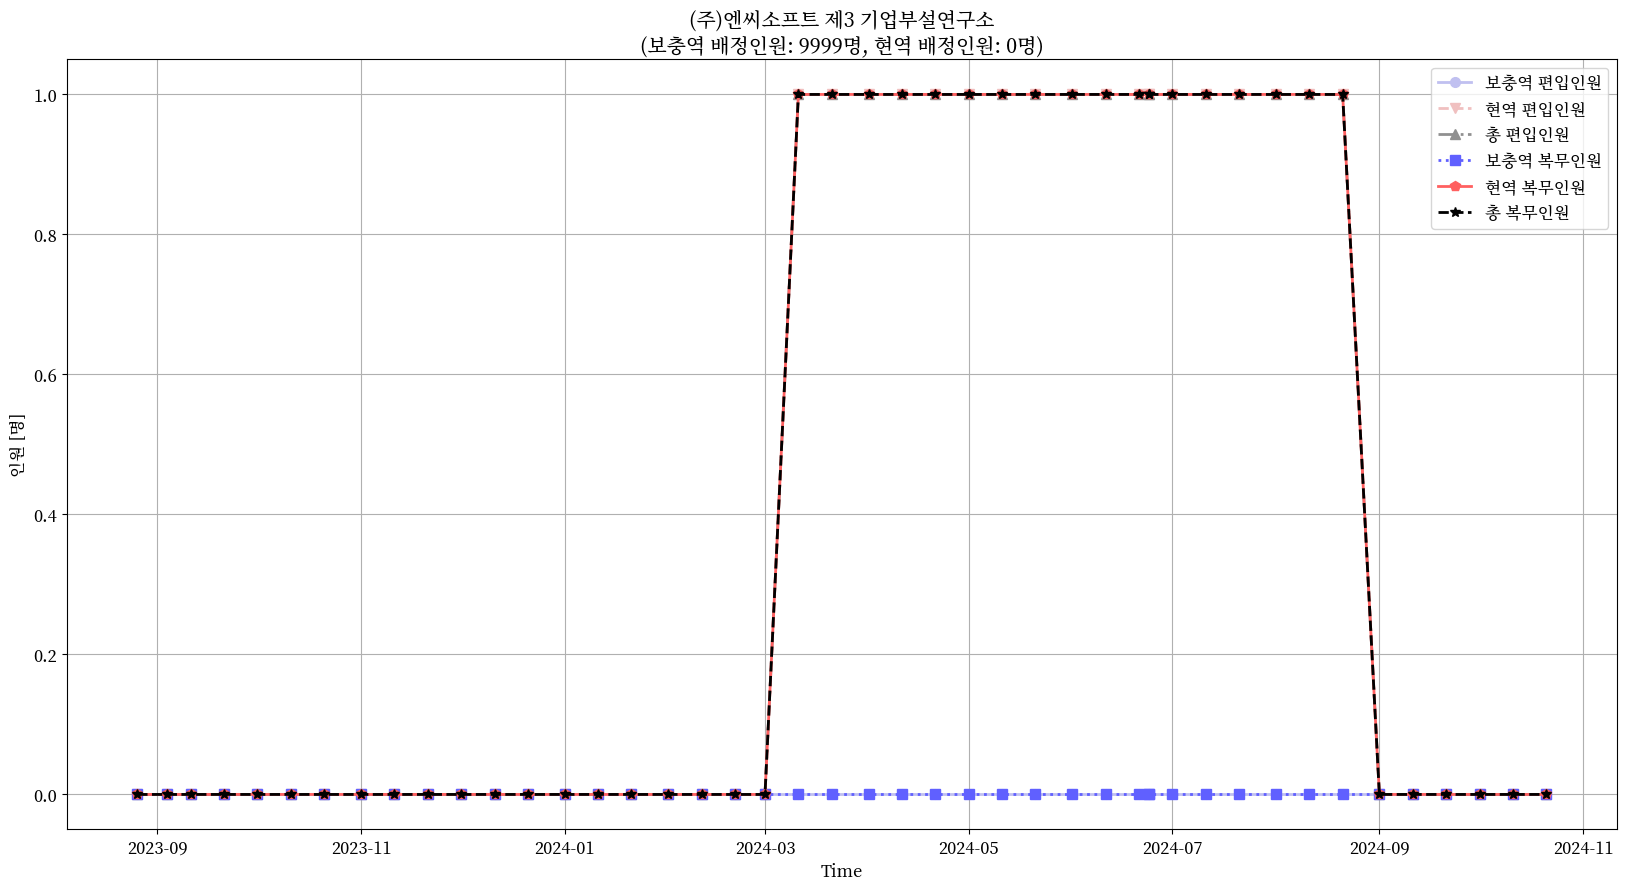 (주)엔씨소프트 제3 기업부설연구소
(보충역 배정인원: 9999명, 현역 배정인원: 0명)
보충역 편입인원
현역 편입인원
총 편입인원
보충역 복무인원
현역 복무인원
총 복무인원
1.0
0.8
0.6
0.4
0.2
0.0
인원 [명]
2023-09
2023-11
2024-01
2024-03
2024-05
2024-07
2024-09
2024-11
Time